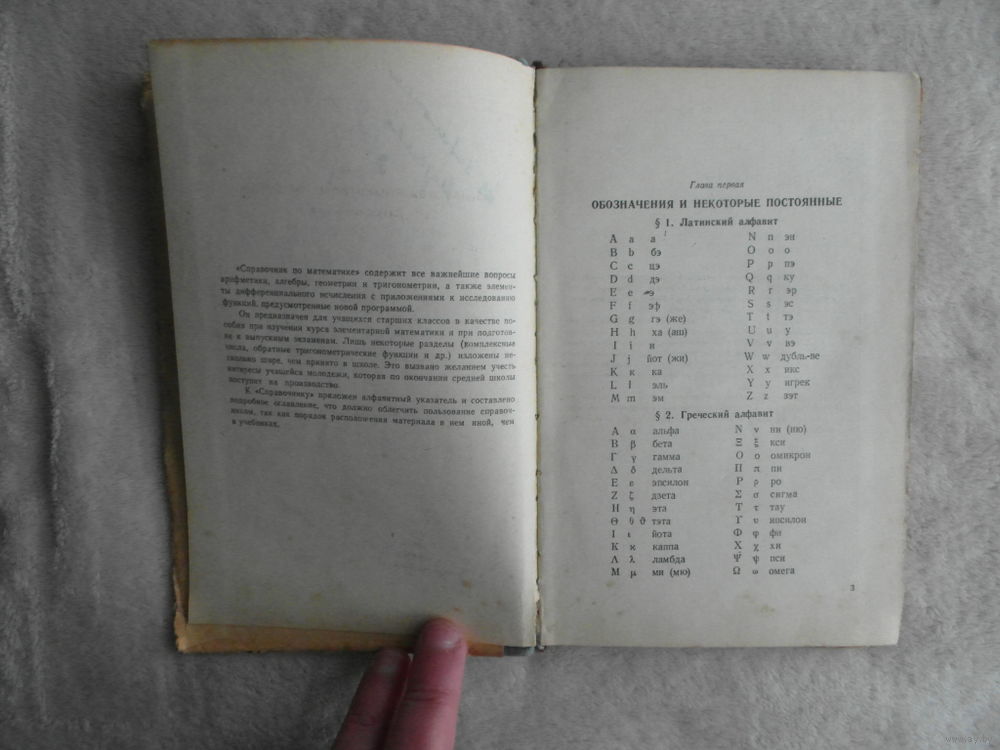 «Справочник по математике» содержит все важнейшие вопросы
арифметики, алгебры, геометрии и тригонометрии, а также элемен-
ты дифференциального исчисления с приложениями к исследованию
функций, предусмотренные новой программой.
Он предназначен для учащихся старших классов в качестве по-
собия при изучении курса элементарной математики и при подготов-
ке к выпускным экзаменам. Лишь некоторые разделы (комплексные
числа, обратные тригонометрические функции и др.) изложены не-
сколько шире, чем принято в школе. Это вызвано желанием учесть
интересы учащейся молодежи, которая по окончании средней школы
поступит на производство.
К «Справочнику» приложен алфавитный указатель и составлено
подробное оглавление, что должно облегчить пользование справоч-
ником, так как порядок расположения материала в нем иной, чем
в учебниках.
Глава первая
ОБОЗНАЧЕНИЯ И НЕКОТОРЫЕ ПОСТОЯННЫЕ
§ 1. Латинский алфавит
A a а
B b бэ
C c цэ
D d дэ
E e э
F f эф
G g гэ (же)
H h ха (аш)
I i и
J j йот (жи)
K k ка
L l эль
M m эм
N n эн
O o о
P p пэ
Q q ку
R r эр
S s эс
T t тэ
U u у
V v вэ
W w дубль-ве
X x икс
Y y игрек
Z z зэт
§ 2. Греческий алфавит
Α α альфа
Β β бета
Γ γ гамма
Δ δ дельта
Ε ε эпсилон
Ζ ζ дзета
Η η эта
Θ θ ϑ тэта
Ι ι йота
Κ κ каппа
Λ λ ламбда
Μ μ ми (мю)
Ν ν ни (ню)
Ξ ξ кси
Ο ο омикрон
Π π пи
Ρ ρ ро
Σ σ сигма
Τ τ тау
Υ υ ипсилон
Φ φ фи
Χ χ хи
Ψ ψ пси
Ω ω омега
3